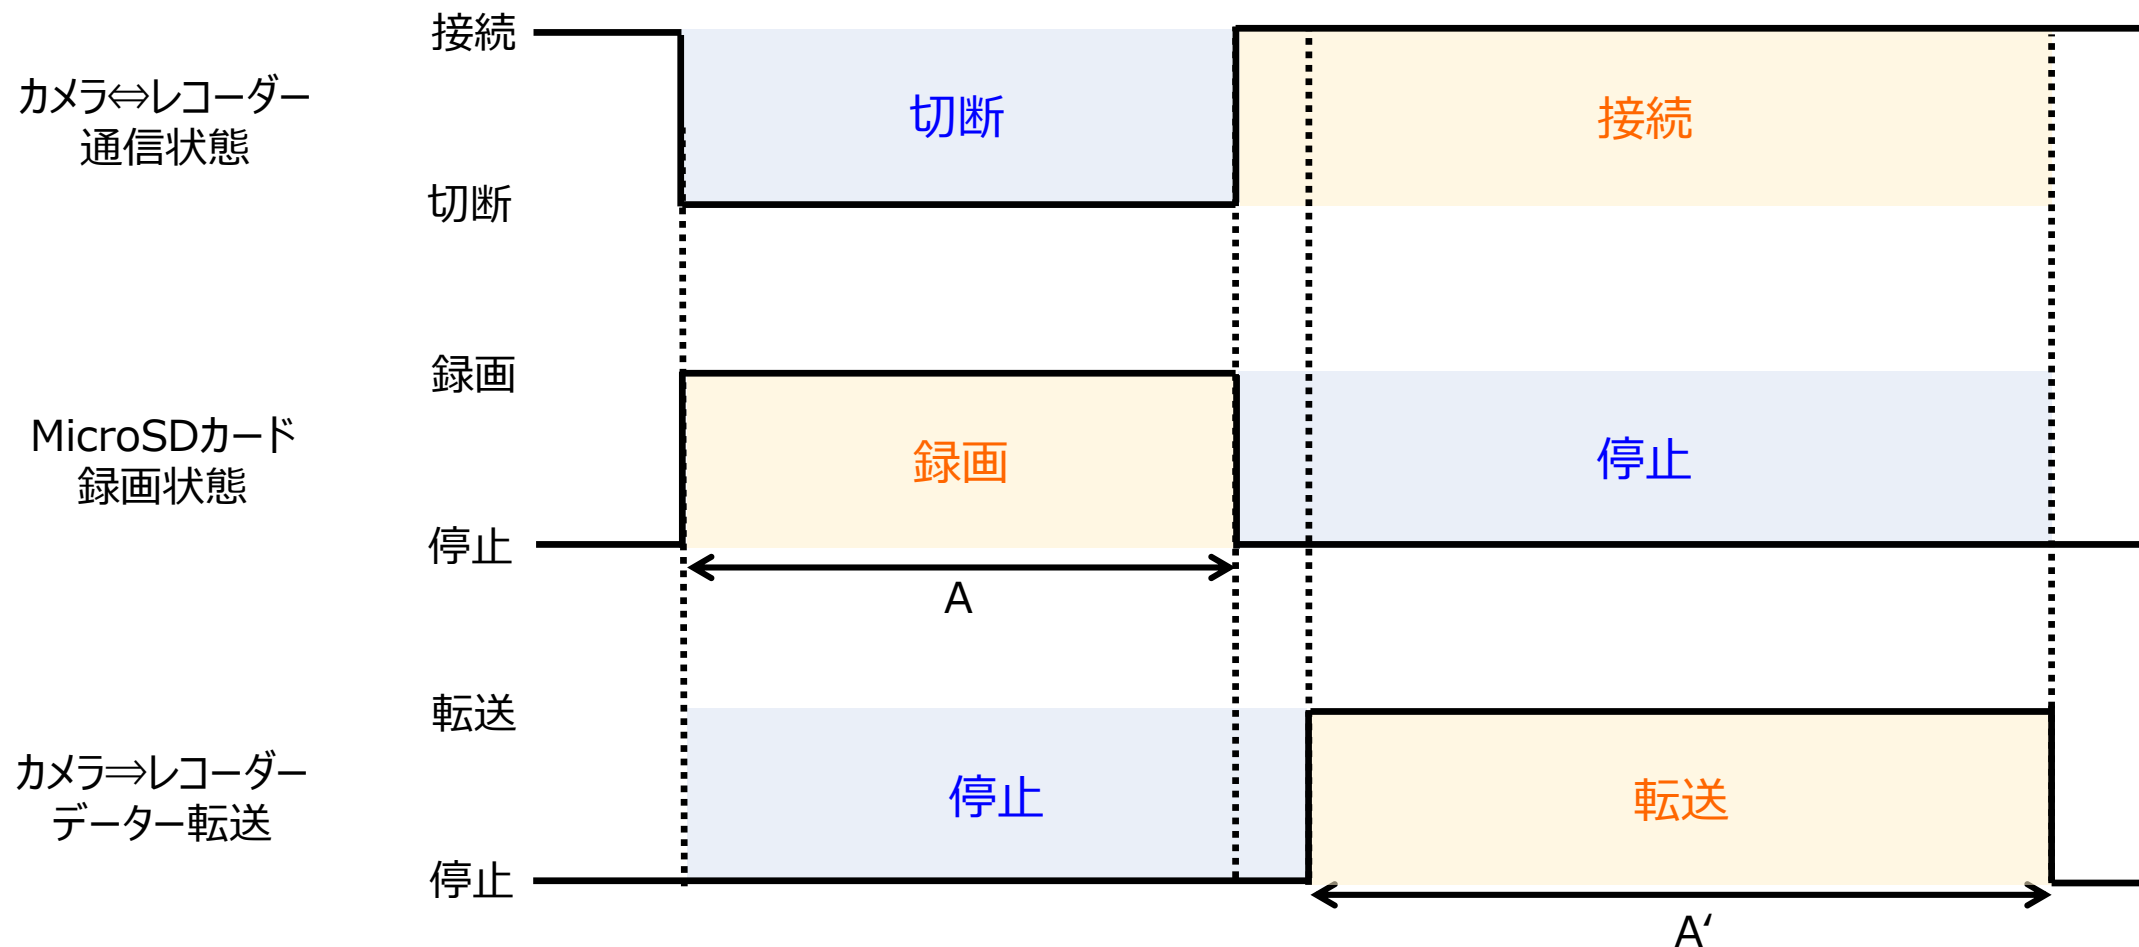 接続
カメラ⇔レコーダー
通信状態
切断
切断
接続
録画
MicroSDカード
録画状態
停止
録画
停止
A
転送
カメラ⇒レコーダー
データー転送
停止
停止
転送
A‘